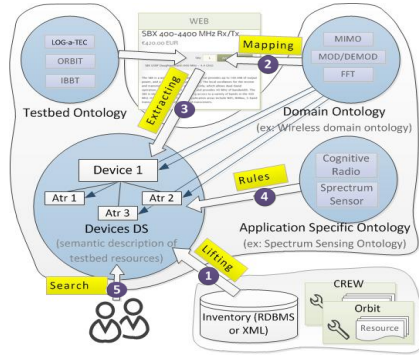 WEB
SBX 400-4400 MHz Rx/Tx
€420.00 EUR
LOG-a-TEC
ORBIT
IBBT
Testbed Ontology
Mapping
2
MIMO
MOD/DEMOD
FFT
Domain Ontology
(ex: Wireless domain ontology)
Extracting
3
Device 1
Atr 1
Atr 2
Atr 3
Devices DS
(semantic description of
testbed resources)
Rules
4
Cognitive
Radio
Sprectrum
Sensor
Application Specific Ontology
(ex: Spectrum Sensing Ontology)
Lifting
1
Search
5
Inventory (RDBMS
or XML)
CREW
Orbit
Resource